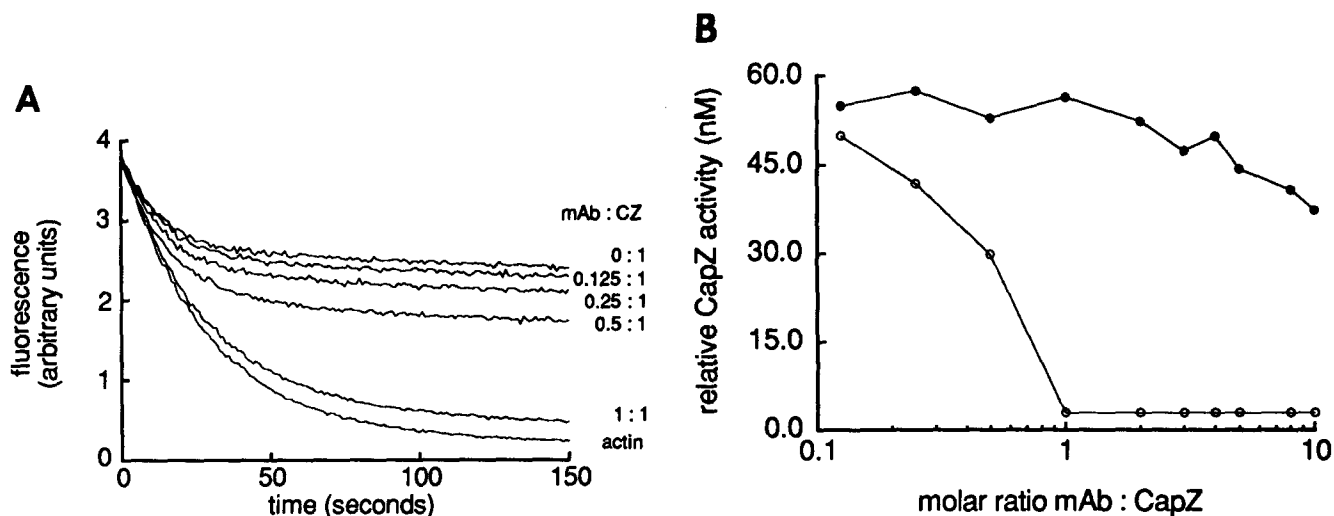 A
fluorescence
(arbitrary units)
4
3
2
1
0
mAb : CZ
0 : 1
0.125 : 1
0.25 : 1
0.5 : 1
1 : 1
actin
0
50
100
150
time (seconds)
B
relative CapZ activity (nM)
60.0
45.0
30.0
15.0
0.0
0.1
1
10
molar ratio mAb : CapZ